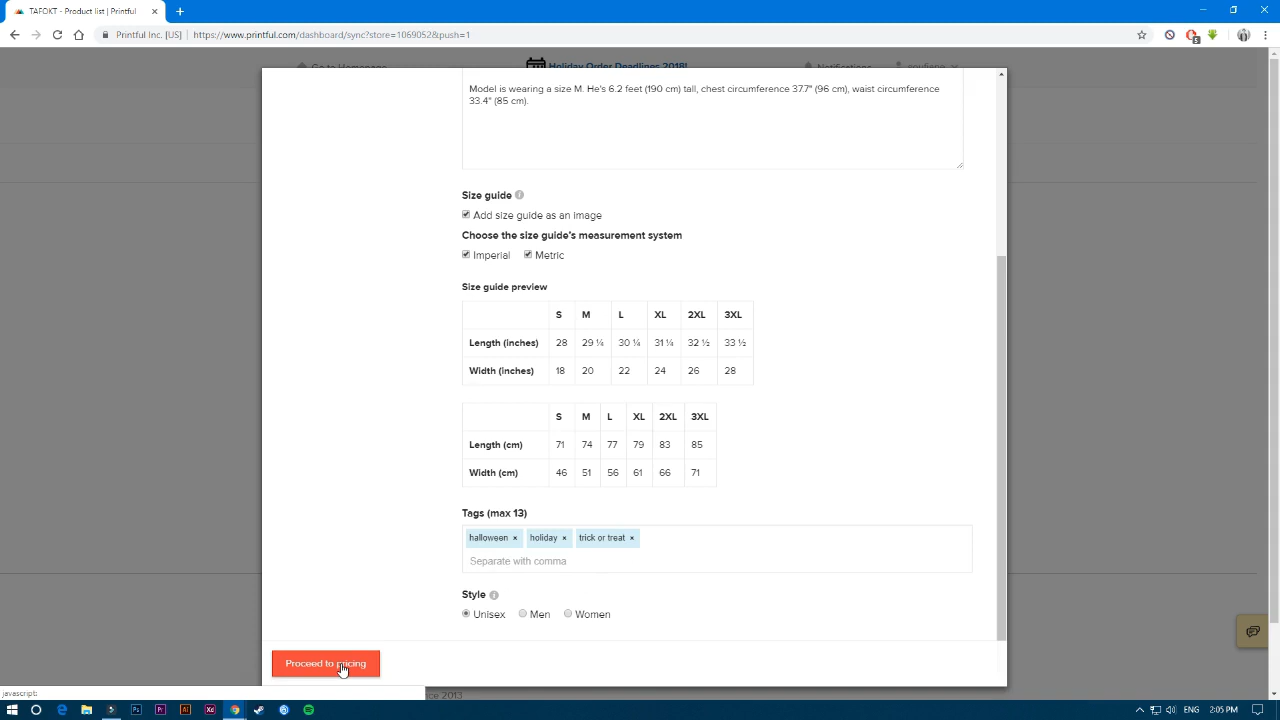 TAFOKT - Product list | Printful
Printful Inc. [US] https://www.printful.com/dashboard/sync?store=1069052&push=1
Go to Homepage
Holiday Order Deadlines 2018!
Notifications
soufiane
Model is wearing a size M. He's 6.2 feet (190 cm) tall, chest circumference 37.7" (96 cm), waist circumference
33.4" (85 cm).
Size guide
Add size guide as an image
Choose the size guide's measurement system
Imperial Metric
Size guide preview
S M L XL 2XL 3XL
Length (inches) 28 29 ¼ 30 ¼ 31 ¼ 32 ½ 33 ½
Width (inches) 18 20 22 24 26 28
S M L XL 2XL 3XL
Length (cm) 71 74 77 79 83 85
Width (cm) 46 51 56 61 66 71
Tags (max 13)
halloween × holiday × trick or treat ×
Separate with comma
Style
Unisex Men Women
Proceed to pricing
javascript:
ce 2013
ENG 2:05 PM